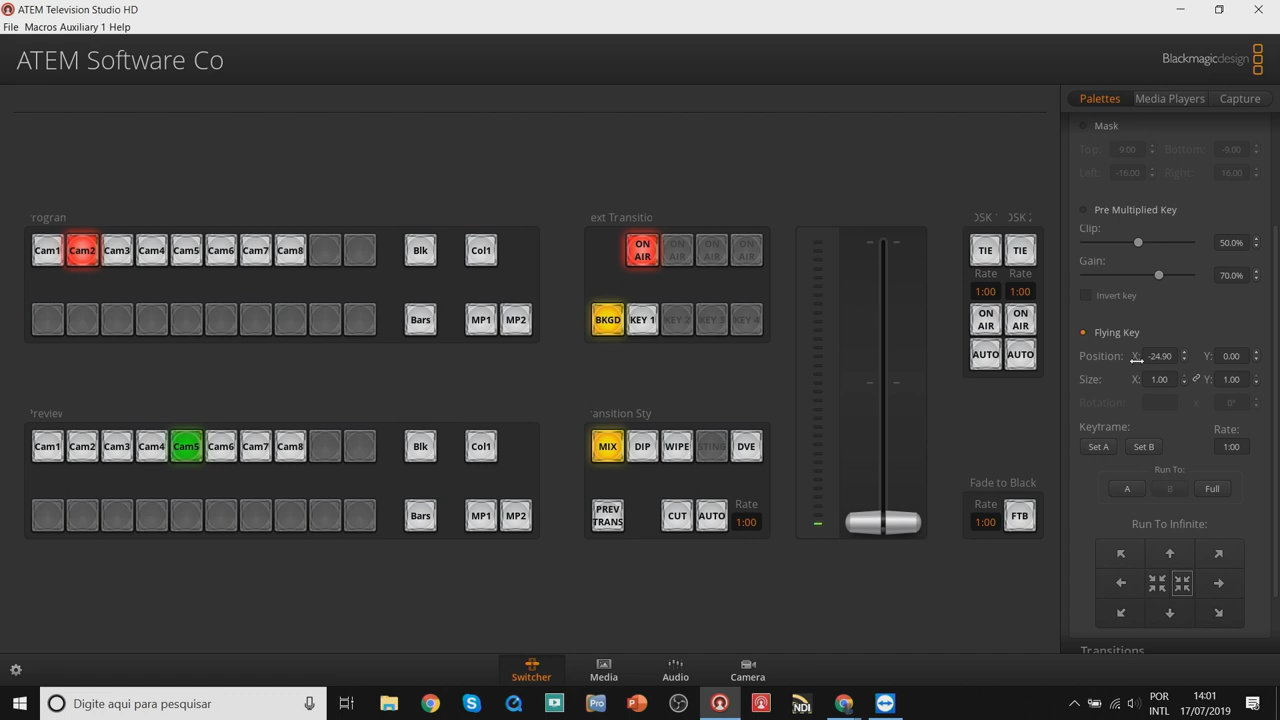 ATEM Television Studio HD
File Macros Auxiliary 1 Help
ATEM Software Co
Blackmagicdesign
Palettes Media Players Capture
Mask
Top: 9.00 Bottom: -9.00
Left: -16.00 Right: 16.00
Pre Multiplied Key
Clip: 50.0%
Gain: 70.0%
Invert key
Flying Key
Position: X: -24.90 Y: 0.00
Size: X: 1.00 Y: 1.00
Rotation: x 0°
Keyframe: Rate:
Set A Set B 1:00
Run To:
A B Full
Run To Infinite:
Transitions
rogran
Cam1 Cam2 Cam3 Cam4 Cam5 Cam6 Cam7 Cam8 Blk Col1
Bars MP1 MP2
ext Transitio
ON AIR ON AIR ON AIR ON AIR
BKGD KEY 1 KEY 2 KEY 3 KEY 4
DSK DSK
TIE TIE
Rate Rate
1:00 1:00
ON AIR ON AIR
AUTO AUTO
review
Cam1 Cam2 Cam3 Cam4 Cam5 Cam6 Cam7 Cam8 Blk Col1
Bars MP1 MP2
ansition Sty
MIX DIP WIPE STING DVE
PREV TRANS CUT AUTO Rate 1:00
Fade to Black
Rate 1:00 FTB
Switcher Media Audio Camera
Digite aqui para pesquisar
Pro
NDI
POR
INTL
14:01
17/07/2019